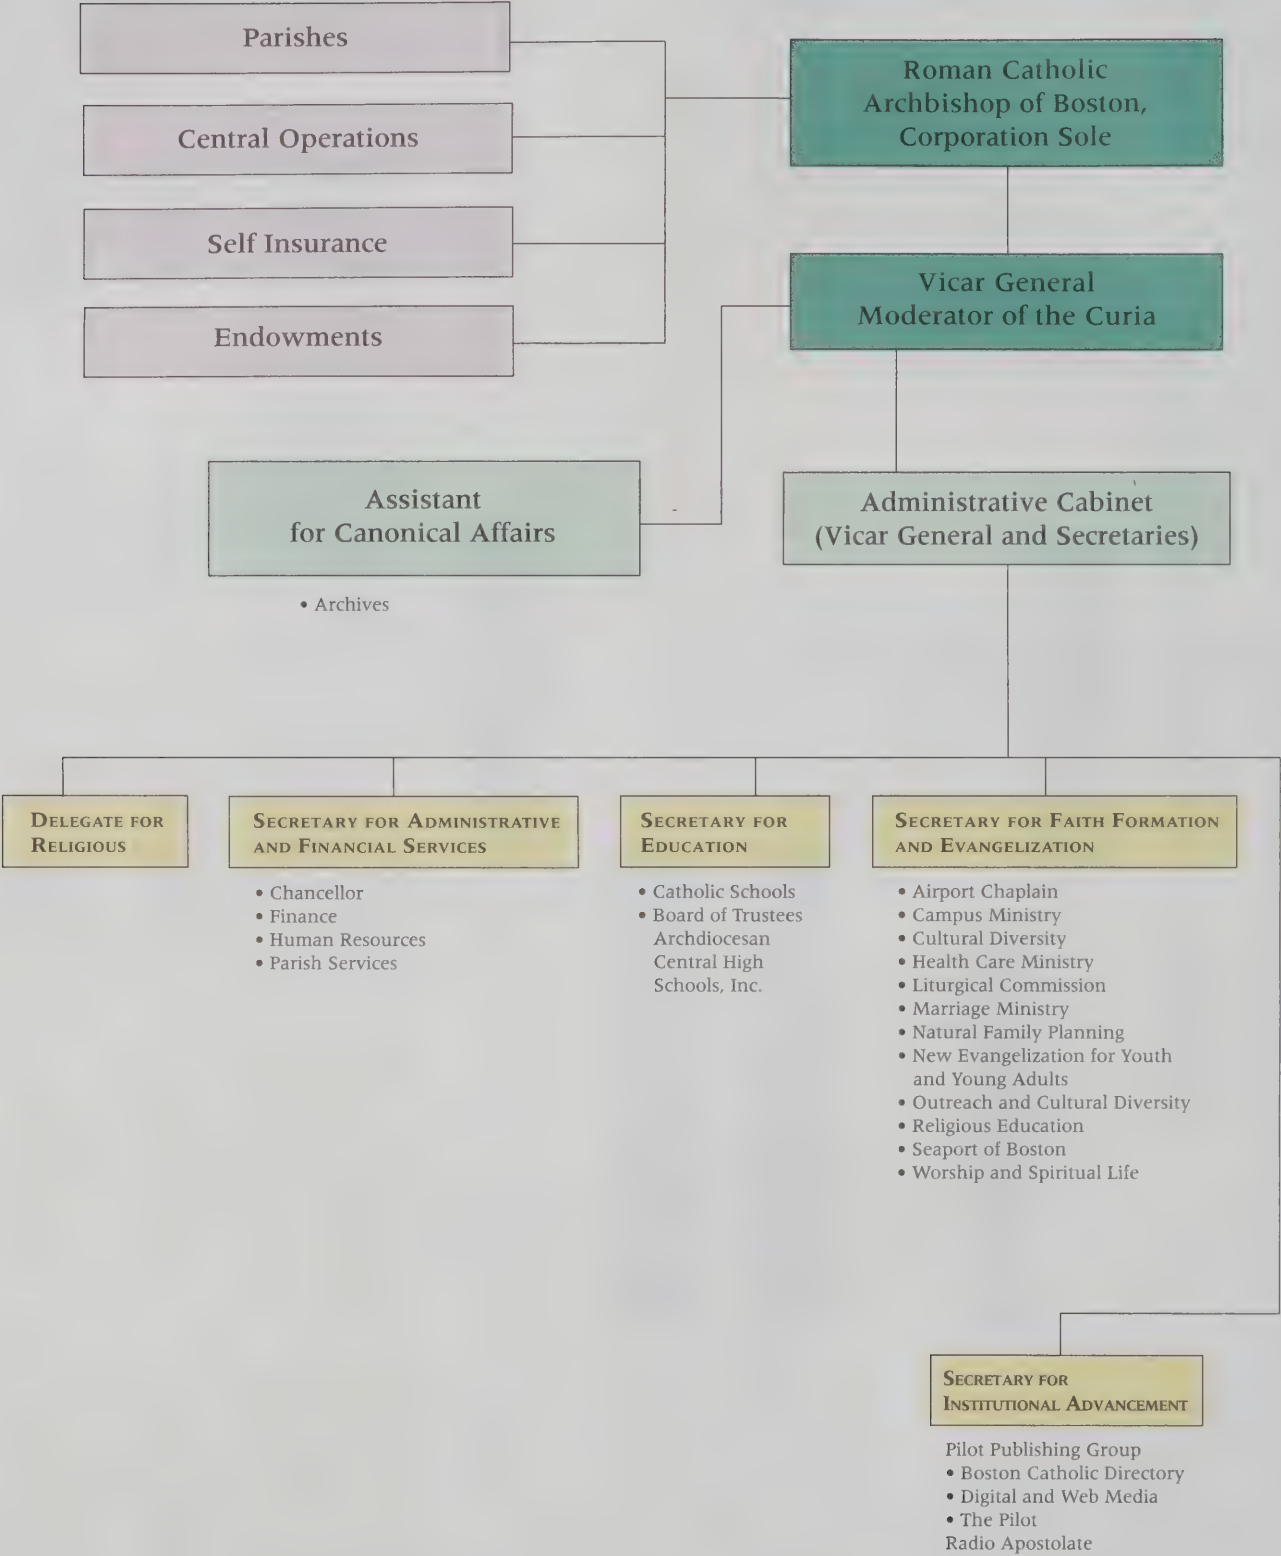 Parishes
Central Operations
Self Insurance
Endowments
Roman Catholic
Archbishop of Boston,
Corporation Sole
Vicar General
Moderator of the Curia
Assistant
for Canonical Affairs
• Archives
Administrative Cabinet
(Vicar General and Secretaries)
DELEGATE FOR
RELIGIOUS
SECRETARY FOR ADMINISTRATIVE
AND FINANCIAL SERVICES
• Chancellor
• Finance
• Human Resources
• Parish Services
SECRETARY FOR
EDUCATION
• Catholic Schools
• Board of Trustees
Archdiocesan
Central High
Schools, Inc.
SECRETARY FOR FAITH FORMATION
AND EVANGELIZATION
• Airport Chaplain
• Campus Ministry
• Cultural Diversity
• Health Care Ministry
• Liturgical Commission
• Marriage Ministry
• Natural Family Planning
• New Evangelization for Youth
and Young Adults
• Outreach and Cultural Diversity
• Religious Education
• Seaport of Boston
• Worship and Spiritual Life
SECRETARY FOR
INSTITUTIONAL ADVANCEMENT
Pilot Publishing Group
• Boston Catholic Directory
• Digital and Web Media
• The Pilot
Radio Apostolate